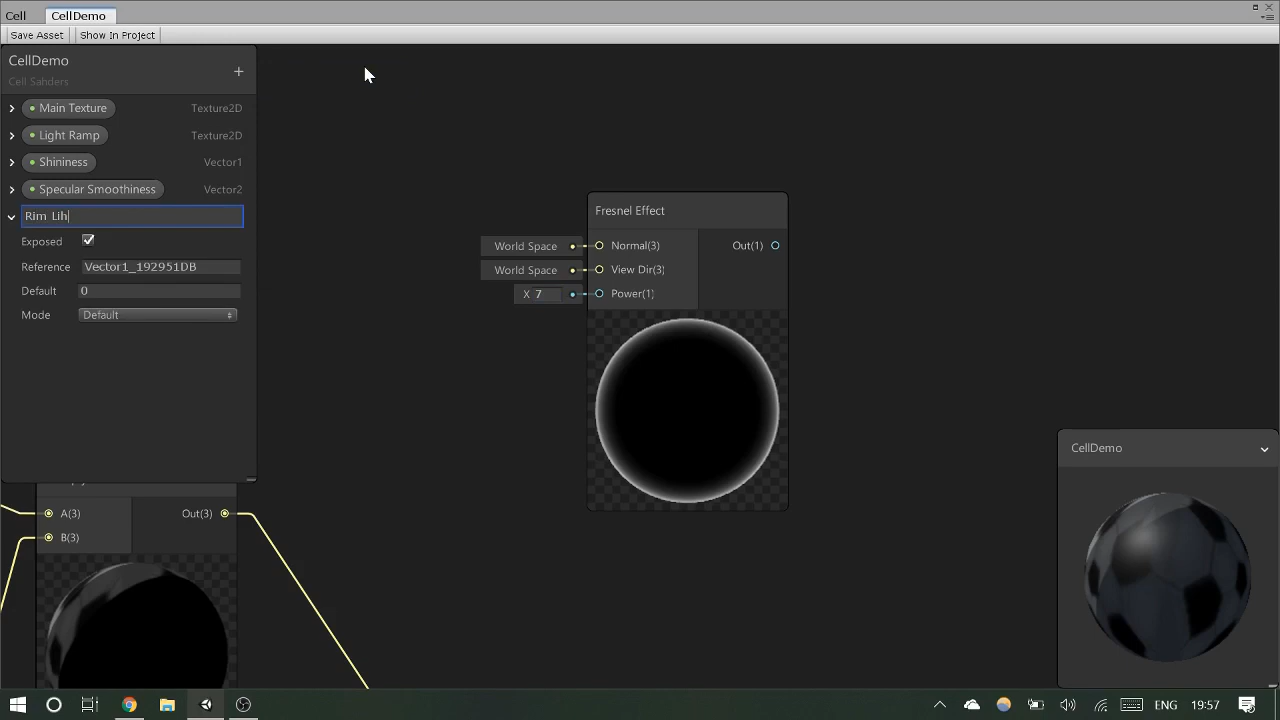 Cell CellDemo
Save Asset Show In Project
CellDemo
Cell Sahders
Main Texture Texture2D
Light Ramp Texture2D
Shininess Vector1
Specular Smoothiness Vector2
Rim Lih
Exposed
Reference Vector1_192951DB
Default 0
Mode Default
Fresnel Effect
World Space Normal(3) Out(1)
World Space View Dir(3)
X 7 Power(1)
A(3) Out(3)
B(3)
CellDemo
ENG 19:57